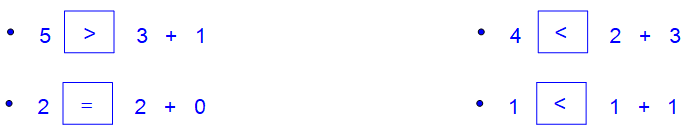 • 5 > 3 + 1
• 4 < 2 + 3
• 2 = 2 + 0
• 1 < 1 + 1